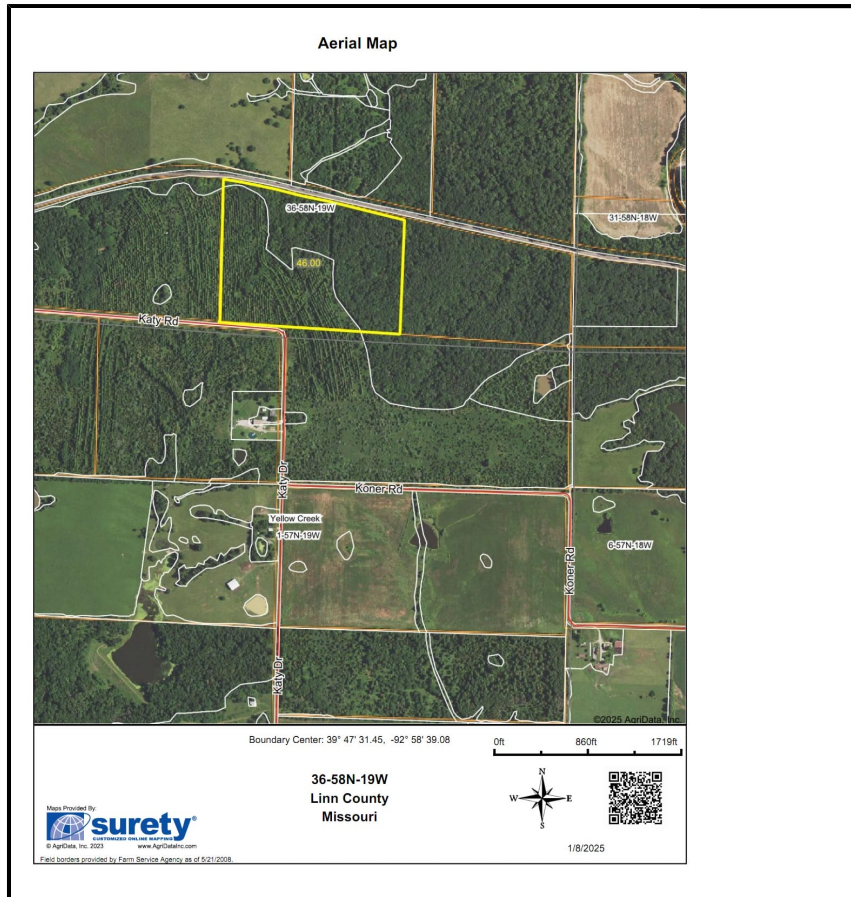 Aerial Map
36-58N-19W
31-58N-18W
46.00
Katy Rd
Katy Dr
Koner Rd
Yellow Creek
1-57N-19W
6-57N-18W
Koner Rd
Katy Dr
©2025 AgriData, Inc.
Boundary Center: 39° 47' 31.45, -92° 58' 39.08
0ft 860ft 1719ft
36-58N-19W
Linn County
Missouri
N
W E
S
Maps Provided By:
surety®
CUSTOMIZED ONLINE MAPPING
© AgriData, Inc. 2023 www.AgriDataInc.com
1/8/2025
Field borders provided by Farm Service Agency as of 5/21/2008.